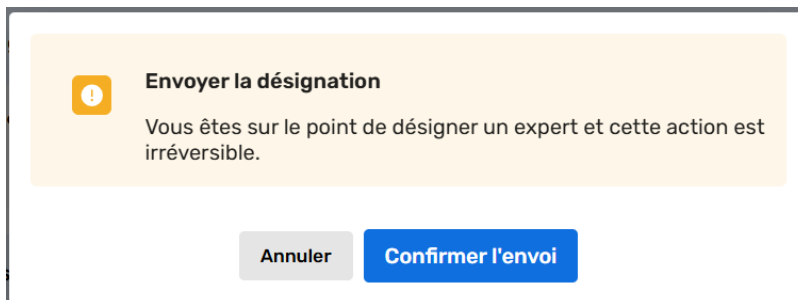 Envoyer la désignation
Vous êtes sur le point de désigner un expert et cette action est
irréversible.
Annuler
Confirmer l'envoi